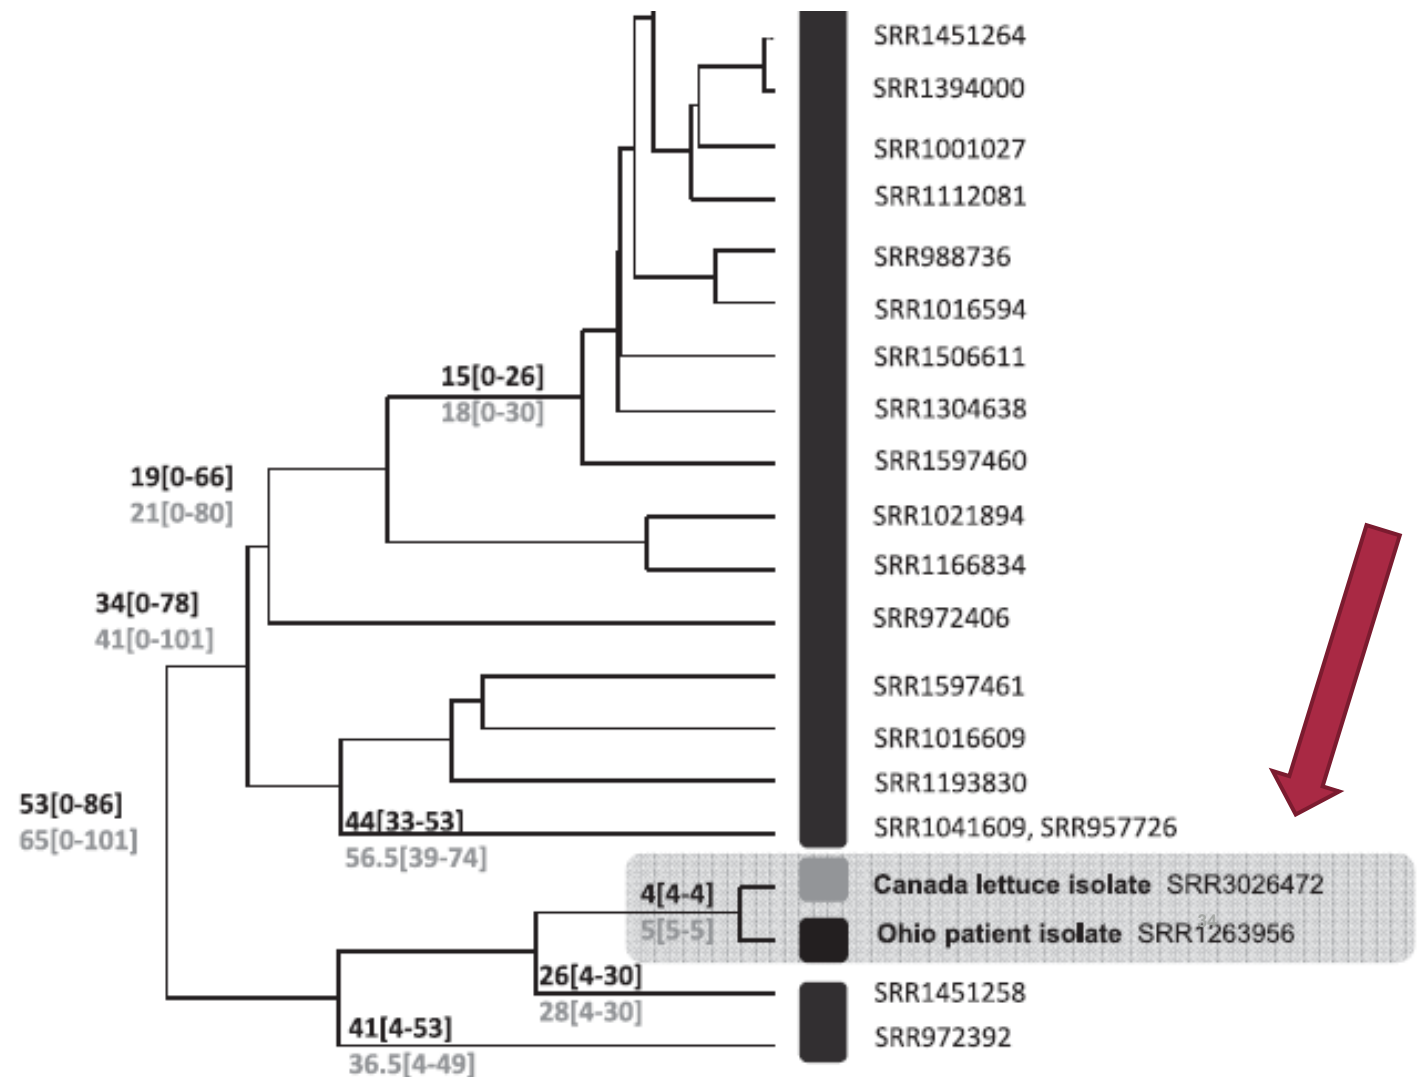 SRR1451264
SRR1394000
SRR1001027
SRR1112081
SRR988736
SRR1016594
SRR1506611
15[0-26]
18[0-30]
SRR1304638
SRR1597460
19[0-66]
21[0-80]
SRR1021894
SRR1166834
34[0-78]
41[0-101]
SRR972406
SRR1597461
SRR1016609
SRR1193830
53[0-86]
65[0-101]
44[33-53]
56.5[39-74]
SRR1041609, SRR957726
4[4-4]
5[5-5]
Canada lettuce isolate SRR3026472
34
Ohio patient isolate SRR1263956
26[4-30]
28[4-30]
SRR1451258
41[4-53]
36.5[4-49]
SRR972392